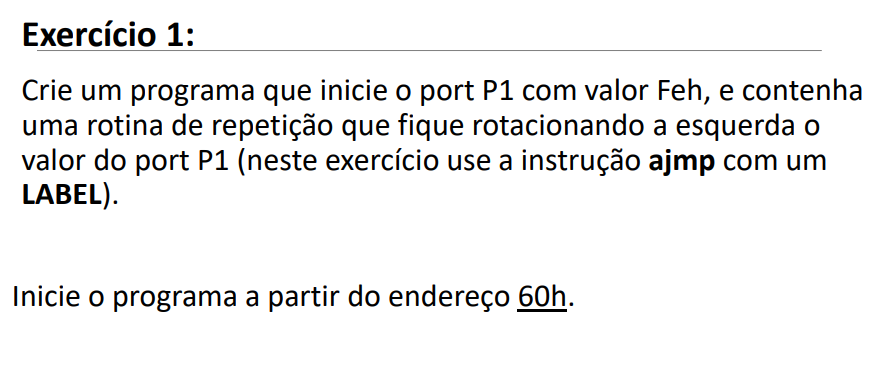 Exercício 1:
Crie um programa que inicie o port P1 com valor Feh, e contenha
uma rotina de repetição que fique rotacionando a esquerda o
valor do port P1 (neste exercício use a instrução ajmp com um
LABEL).
Inicie o programa a partir do endereço 60h.